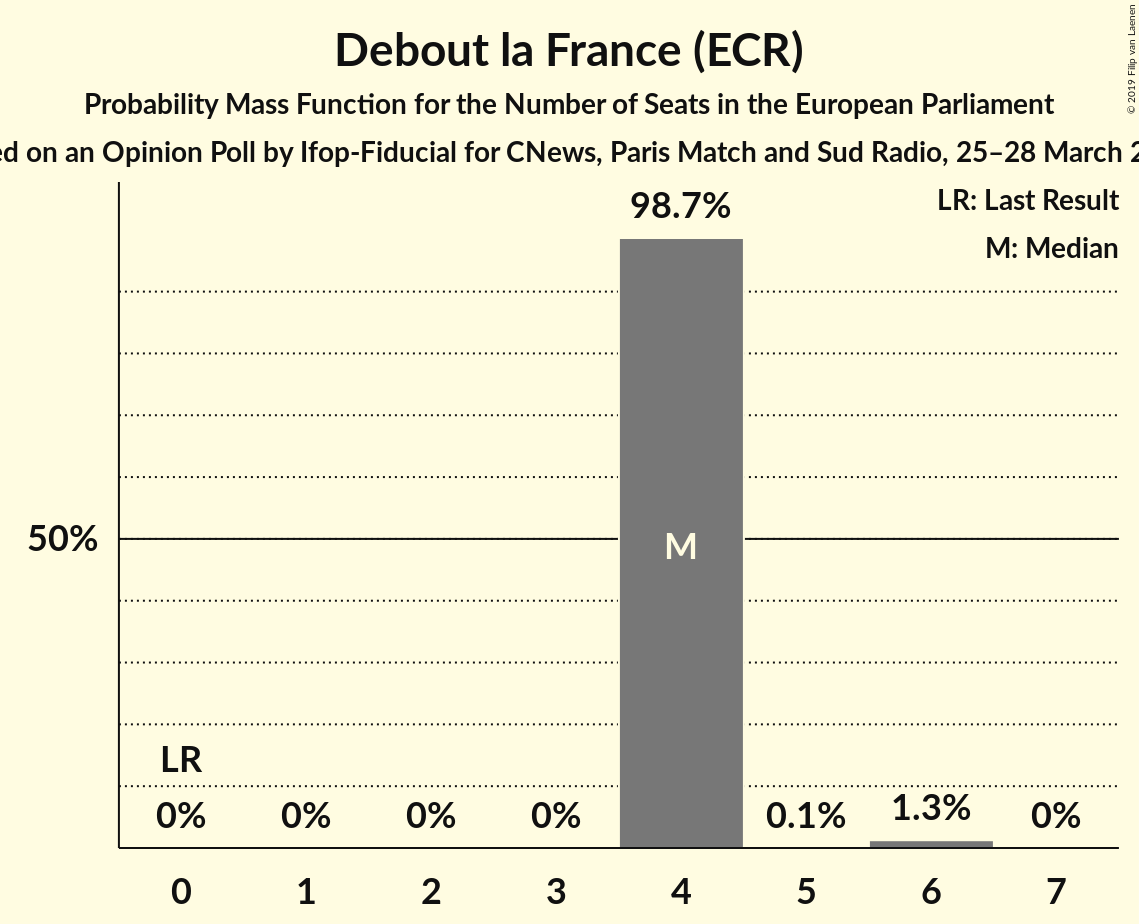 Debout la France (ECR)
Probability Mass Function for the Number of Seats in the European Parliament
on an Opinion Poll by Ifop-Fiducial for CNews, Paris Match and Sud Radio, 25–28 March
© 2019 Filip van Laenen
LR: Last Result
M: Median
98.7%
50%
M
LR
0%
0%
0%
0%
0.1%
1.3%
0%
0
1
2
3
4
5
6
7